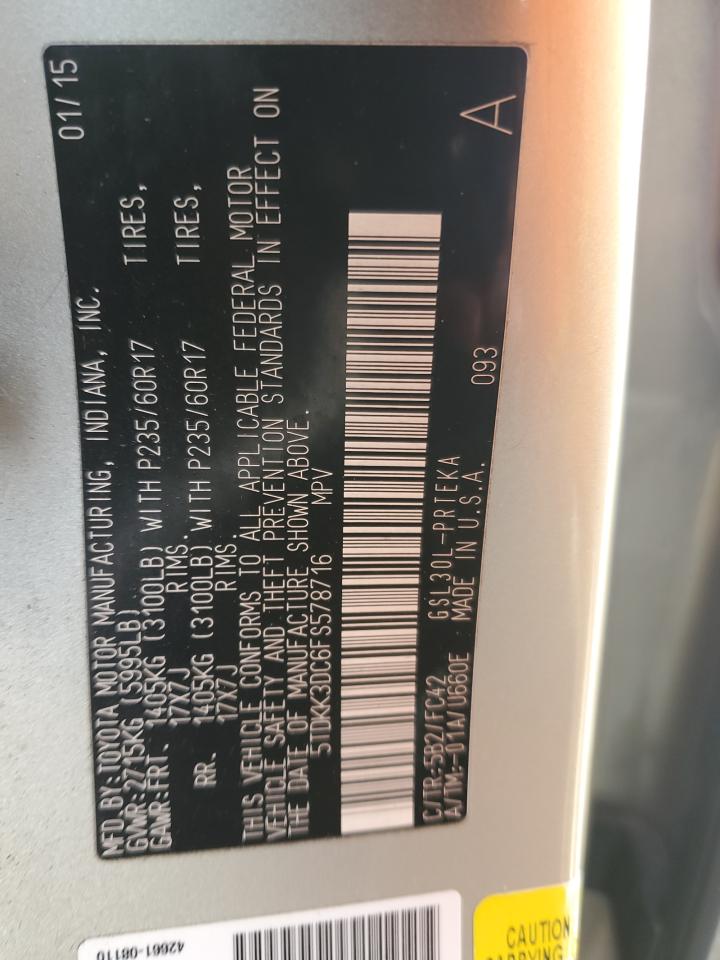 MFD.BY:TOYOTA MOTOR MANUFACTURING, INDIANA, INC. 01/15
GVWR:2715KG (5995LB)
GAWR:FRT. 1405KG (3100LB) WITH P235/60R17 TIRES,
17X7J RIMS.
RR. 1405KG (3100LB) WITH P235/60R17 TIRES,
17X7J RIMS.
THIS VEHICLE CONFORMS TO ALL APPLICABLE FEDERAL MOTOR
VEHICLE SAFETY AND THEFT PREVENTION STANDARDS IN EFFECT ON
THE DATE OF MANUFACTURE SHOWN ABOVE.
5TDKK3DC6FS578716 MPV
C/TR:5B2/FC42 GSL30L-PRTEKA 093 A
A/TM:-01A/U660E MADE IN U.S.A.
42661-08110
CAUTION
CARRYING